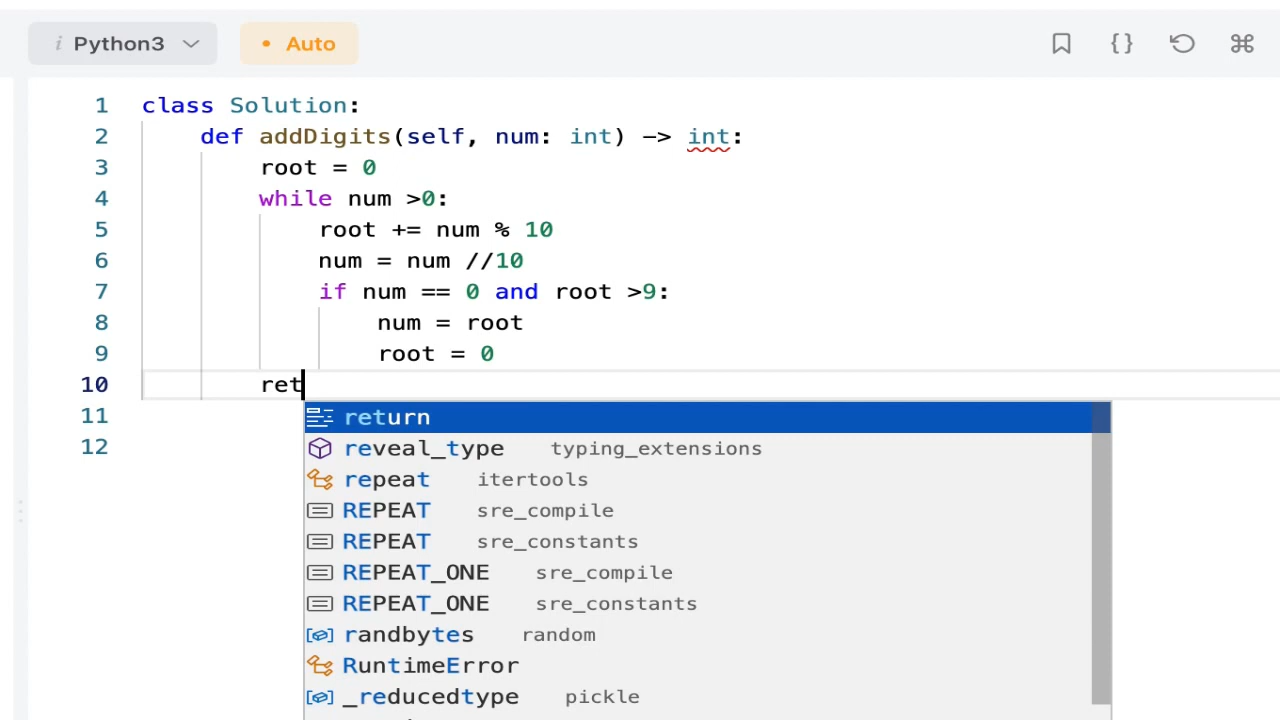 i Python3
• Auto
1 class Solution:
2 def addDigits(self, num: int) -> int:
3 root = 0
4 while num >0:
5 root += num % 10
6 num = num //10
7 if num == 0 and root >9:
8 num = root
9 root = 0
10 ret
11
12
return
reveal_type typing_extensions
repeat itertools
REPEAT sre_compile
REPEAT sre_constants
REPEAT_ONE sre_compile
REPEAT_ONE sre_constants
randbytes random
RuntimeError
_reducedtype pickle